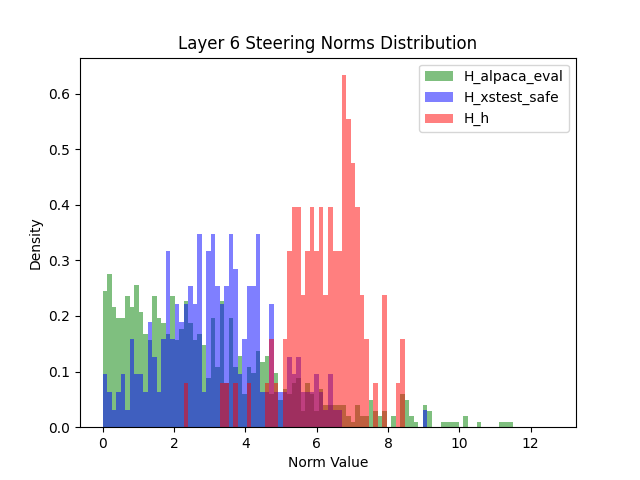 Layer 6 Steering Norms Distribution
H_alpaca_eval
H_xstest_safe
H_h
Density
0.6
0.5
0.4
0.3
0.2
0.1
0.0
0 2 4 6 8 10 12
Norm Value